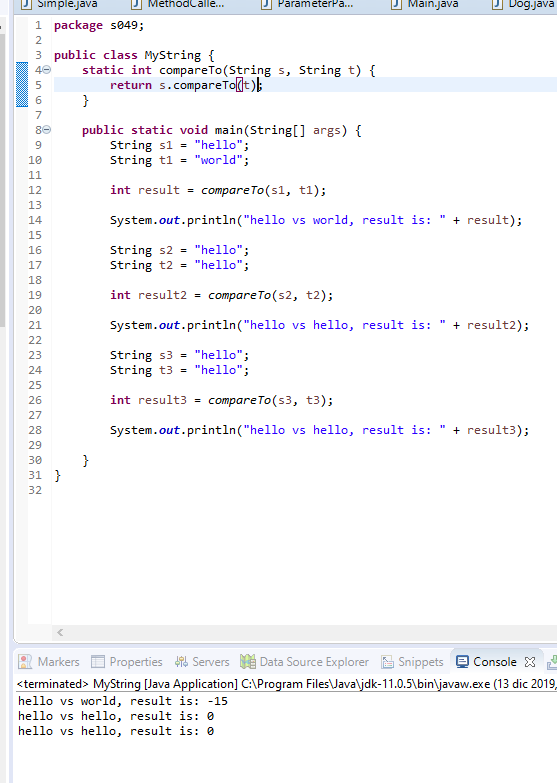 Simple.java MethodCalle... ParameterPa... Main.java Dog.java
1 package s049;
2
3 public class MyString {
4 static int compareTo(String s, String t) {
5 return s.compareTo(t);
6 }
7
8 public static void main(String[] args) {
9 String s1 = "hello";
10 String t1 = "world";
11
12 int result = compareTo(s1, t1);
13
14 System.out.println("hello vs world, result is: " + result);
15
16 String s2 = "hello";
17 String t2 = "hello";
18
19 int result2 = compareTo(s2, t2);
20
21 System.out.println("hello vs hello, result is: " + result2);
22
23 String s3 = "hello";
24 String t3 = "hello";
25
26 int result3 = compareTo(s3, t3);
27
28 System.out.println("hello vs hello, result is: " + result3);
29
30 }
31 }
32
Markers Properties Servers Data Source Explorer Snippets Console
<terminated> MyString [Java Application] C:\Program Files\Java\jdk-11.0.5\bin\javaw.exe (13 dic 2019,
hello vs world, result is: -15
hello vs hello, result is: 0
hello vs hello, result is: 0